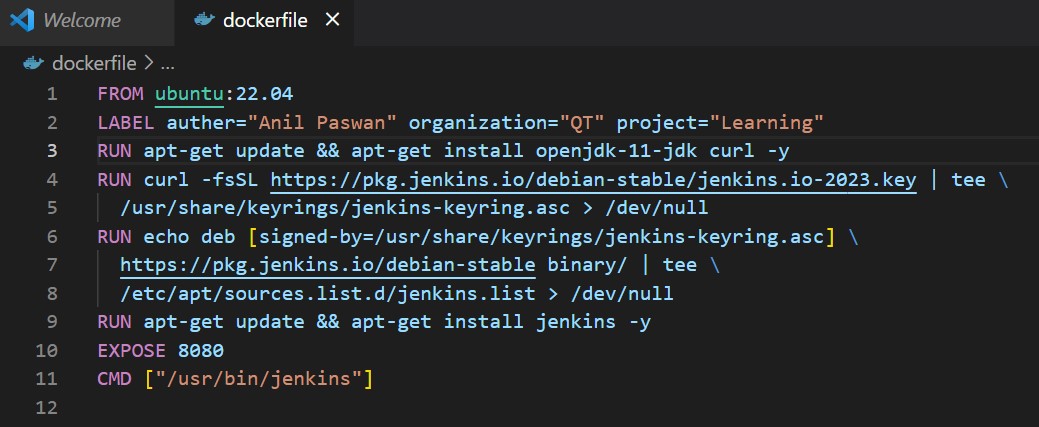 Welcome
dockerfile ×
dockerfile > ...
1 FROM ubuntu:22.04
2 LABEL auther="Anil Paswan" organization="QT" project="Learning"
3 RUN apt-get update && apt-get install openjdk-11-jdk curl -y
4 RUN curl -fsSL https://pkg.jenkins.io/debian-stable/jenkins.io-2023.key | tee \
5 /usr/share/keyrings/jenkins-keyring.asc > /dev/null
6 RUN echo deb [signed-by=/usr/share/keyrings/jenkins-keyring.asc] \
7 https://pkg.jenkins.io/debian-stable binary/ | tee \
8 /etc/apt/sources.list.d/jenkins.list > /dev/null
9 RUN apt-get update && apt-get install jenkins -y
10 EXPOSE 8080
11 CMD ["/usr/bin/jenkins"]
12